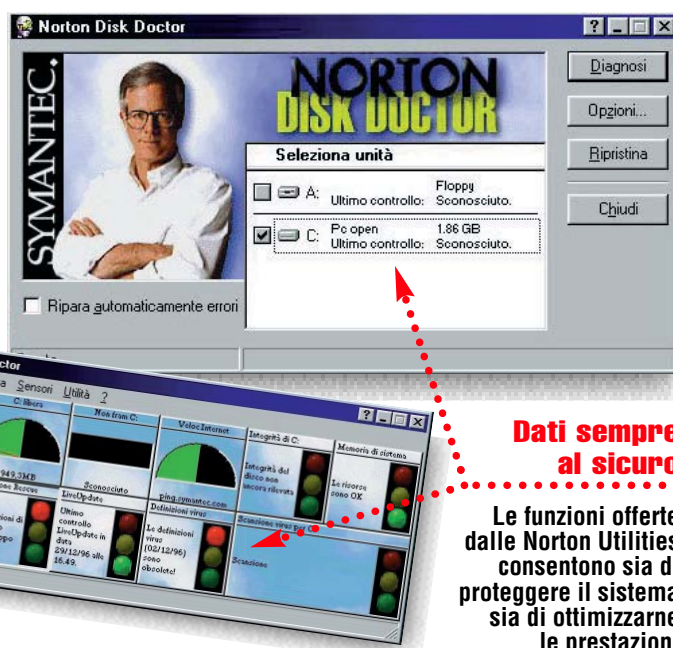 Norton Disk Doctor
SYMANTEC.
NORTON
DISK DOCTOR
Seleziona unità
A: Floppy
Ultimo controllo: Sconosciuto.
C: Pc open 1.86 GB
Ultimo controllo: Sconosciuto.
Ripara automaticamente errori
Diagnosi
Opzioni...
Ripristina
Chiudi
Sensori Utilità ?
C: libera
949,3MB
Non fram C:
Sconosciuto
Veloc Internet
ping.symantec.com
Integrità di C:
Integrità del
disco non
ancora rilevata
Memoria di sistema
Le risorse
sono OK
Rescue
LiveUpdate
Ultimo
controllo
LiveUpdate in
data
29/12/96 alle
16.49.
Definizioni virus
Le definizioni
virus
(02/12/96)
sono
obsolete!
Scansione virus per C:
Scansione
Dati sempre
al sicuro
Le funzioni offerte
dalle Norton Utilities
consentono sia d
proteggere il sistema
sia di ottimizzarne
le prestazion